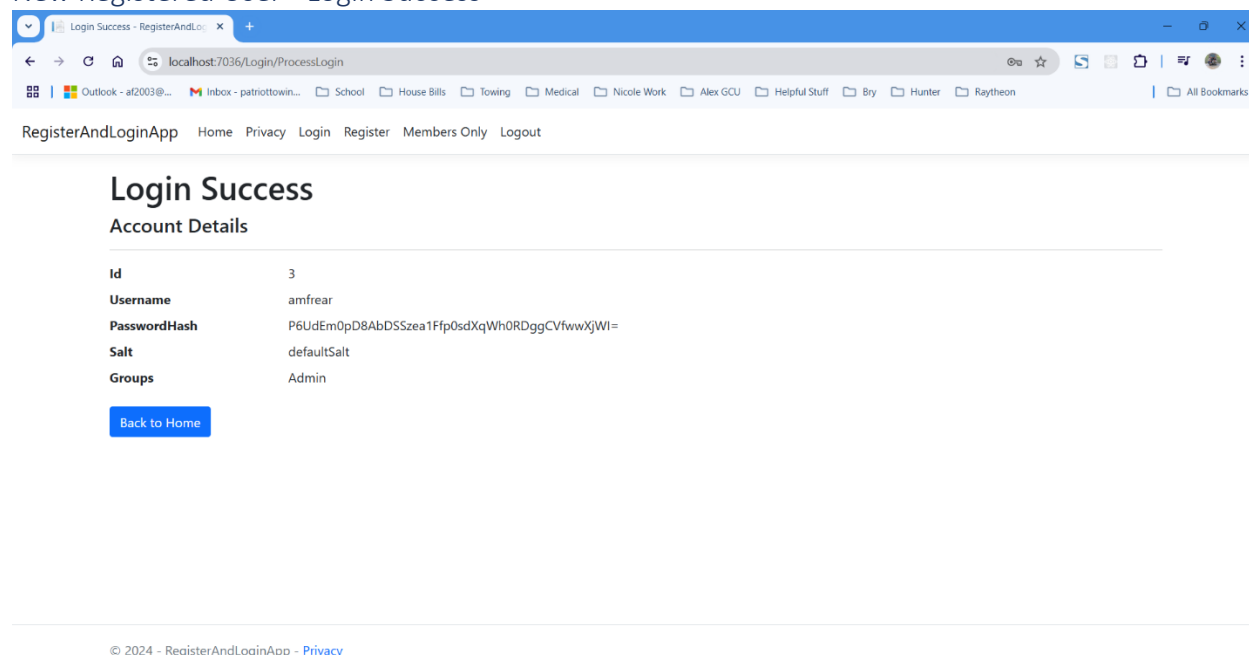 New Registered User - Login Success
Login Success - RegisterAndLog
localhost:7036/Login/ProcessLogin
Outlook - af2003@... Inbox - patriottowin... School House Bills Towing Medical Nicole Work Alex GCU Helpful Stuff Bry Hunter Raytheon All Bookmarks
RegisterAndLoginApp Home Privacy Login Register Members Only Logout
Login Success
Account Details
Id 3
Username amfrear
PasswordHash P6UdEm0pD8AbDSSzea1Ffp0sdXqWh0RDggCVfwwXjWI=
Salt defaultSalt
Groups Admin
Back to Home
© 2024 - RegisterAndLoginApp - Privacy